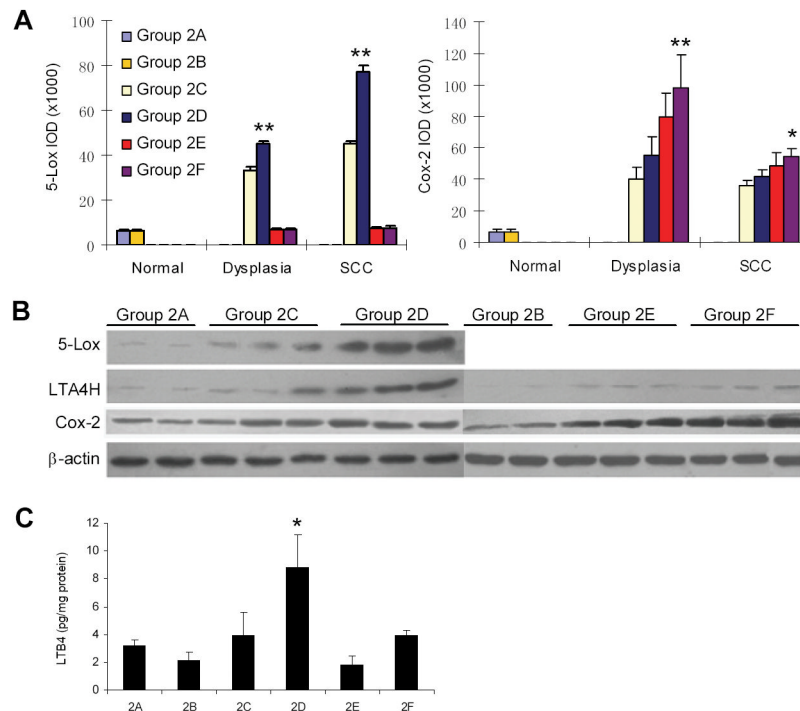 A
5-Lox IOD (x1000)
100
80
60
40
20
0
Group 2A
Group 2B
Group 2C
Group 2D
Group 2E
Group 2F
**
**
Normal Dysplasia SCC
Cox-2 IOD (x1000)
140
120
100
80
60
40
20
0
**
*
Normal Dysplasia SCC
B
Group 2A Group 2C Group 2D Group 2B Group 2E Group 2F
5-Lox
LTA4H
Cox-2
β-actin
C
LTB4 (pg/mg protein)
12
10
8
6
4
2
0
*
2A 2B 2C 2D 2E 2F